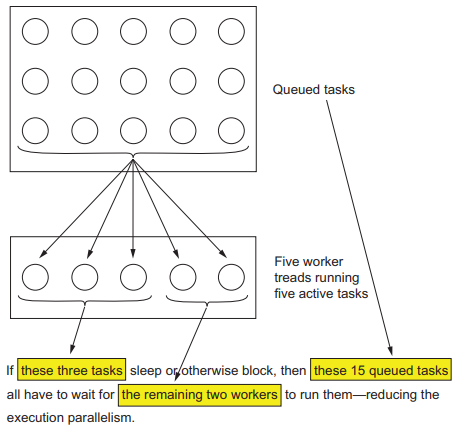 Queued tasks
Five worker
treads running
five active tasks
If these three tasks sleep or otherwise block, then these 15 queued tasks
all have to wait for the remaining two workers to run them—reducing the
execution parallelism.